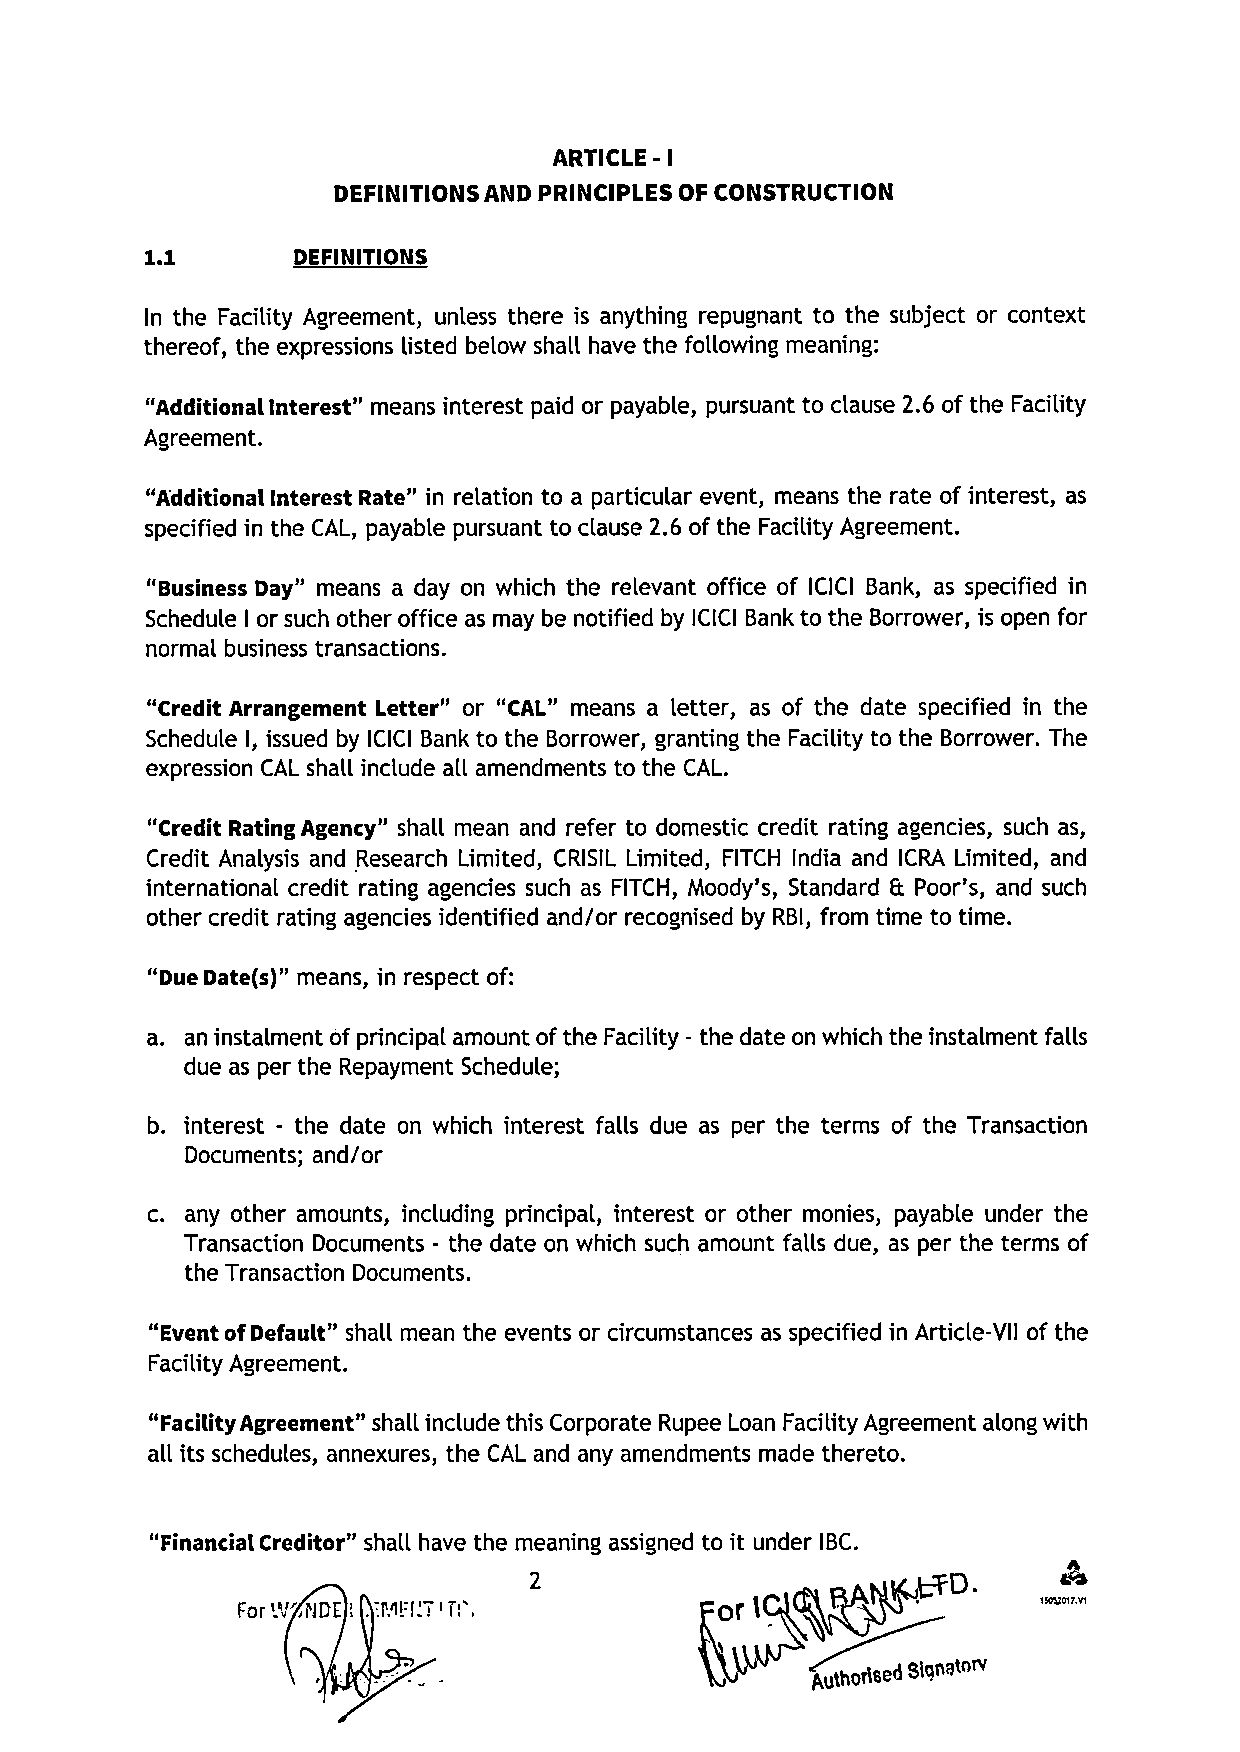 ARTICLE - I
DEFINITIONS AND PRINCIPLES OF CONSTRUCTION
1.1 DEFINITIONS
In the Facility Agreement, unless there is anything repugnant to the subject or context
thereof, the expressions listed below shall have the following meaning:
“Additional Interest” means interest paid or payable, pursuant to clause 2.6 of the Facility
Agreement.
“Additional Interest Rate” in relation to a particular event, means the rate of interest, as
specified in the CAL, payable pursuant to clause 2.6 of the Facility Agreement.
“Business Day” means a day on which the relevant office of ICICI Bank, as specified in
Schedule I or such other office as may be notified by ICICI Bank to the Borrower, is open for
normal business transactions.
“Credit Arrangement Letter” or “CAL” means a letter, as of the date specified in the
Schedule I, issued by ICICI Bank to the Borrower, granting the Facility to the Borrower. The
expression CAL shall include all amendments to the CAL.
“Credit Rating Agency” shall mean and refer to domestic credit rating agencies, such as,
Credit Analysis and Research Limited, CRISIL Limited, FITCH India and ICRA Limited, and
international credit rating agencies such as FITCH, Moody’s, Standard & Poor’s, and such
other credit rating agencies identified and/or recognised by RBI, from time to time.
“Due Date(s)” means, in respect of:
a. an instalment of principal amount of the Facility - the date on which the instalment falls
due as per the Repayment Schedule;
b. interest - the date on which interest falls due as per the terms of the Transaction
Documents; and/or
c. any other amounts, including principal, interest or other monies, payable under the
Transaction Documents - the date on which such amount falls due, as per the terms of
the Transaction Documents.
“Event of Default” shall mean the events or circumstances as specified in Article-VII of the
Facility Agreement.
“Facility Agreement” shall include this Corporate Rupee Loan Facility Agreement along with
all its schedules, annexures, the CAL and any amendments made thereto.
“Financial Creditor” shall have the meaning assigned to it under IBC.
2
For
For ICICI BANK LTD.
Authorised Signatory